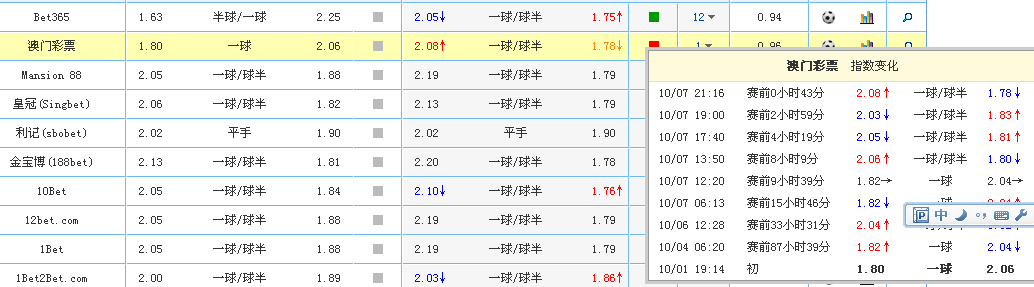 Bet365 1.63 半球/一球 2.25 2.05↓ 一球/球半 1.75↑ 12 0.94
澳门彩票 1.80 一球 2.06 2.08↑ 一球/球半 1.78↓ 1 0.96
Mansion 88 2.05 一球/球半 1.88 2.19 一球/球半 1.79
皇冠(Singbet) 2.06 一球/球半 1.82 2.13 一球/球半 1.79
利记(sbobet) 2.02 平手 1.90 2.02 平手 1.90
金宝博(188bet) 2.13 一球/球半 1.81 2.20 一球/球半 1.78
10Bet 2.05 一球/球半 1.84 2.10↓ 一球/球半 1.76↑
12bet.com 2.05 一球/球半 1.88 2.19 一球/球半 1.79
1Bet 2.05 一球/球半 1.88 2.19 一球/球半 1.79
1Bet2Bet.com 2.00 一球/球半 1.89 2.03↓ 一球/球半 1.86↑
澳门彩票 指数变化
10/07 21:16 赛前0小时43分 2.08↑ 一球/球半 1.78↓
10/07 19:00 赛前2小时59分 2.03↓ 一球/球半 1.83↑
10/07 17:40 赛前4小时19分 2.05↓ 一球/球半 1.81↑
10/07 13:50 赛前8小时9分 2.06↑ 一球/球半 1.80↓
10/07 12:20 赛前9小时39分 1.82→ 一球 2.04→
10/07 06:13 赛前15小时46分 1.82↓
中
10/06 12:28 赛前33小时31分 2.04↑
10/04 06:20 赛前87小时39分 1.82↑ 一球 2.04↓
10/01 19:14 初 1.80 一球 2.06